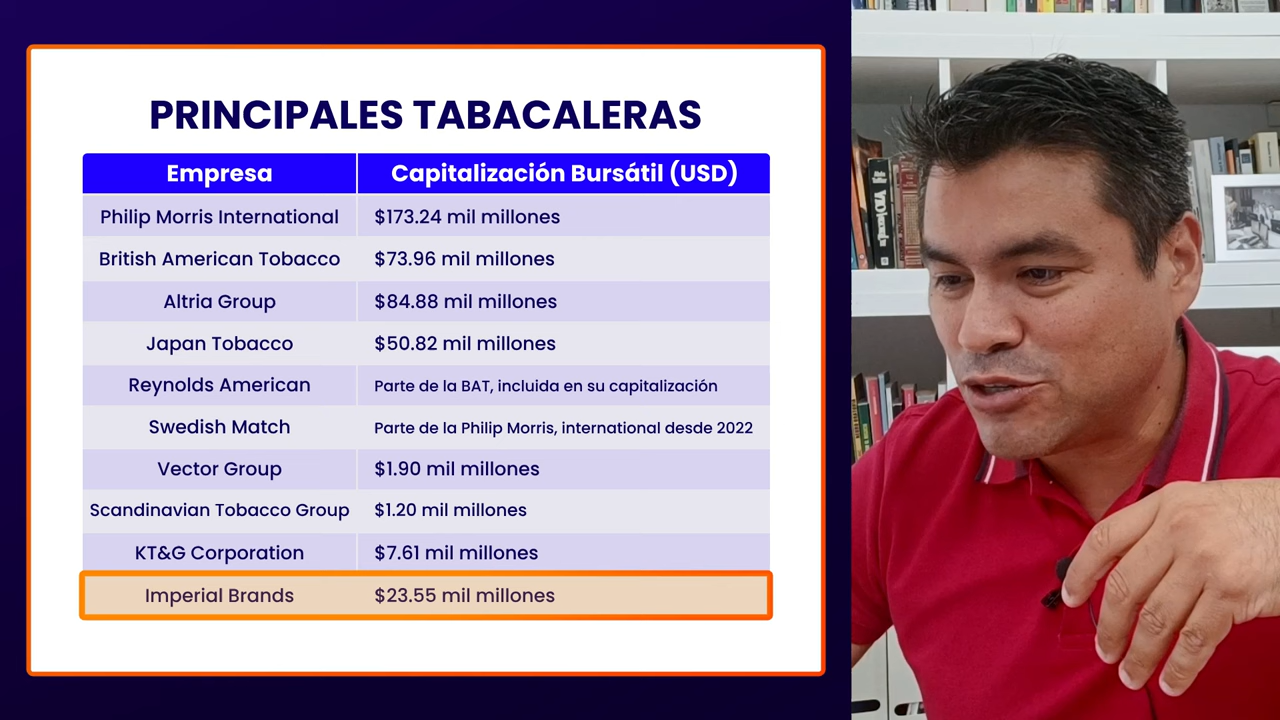 PRINCIPALES TABACALERAS
Empresa Capitalización Bursátil (USD)
Philip Morris International $173.24 mil millones
British American Tobacco $73.96 mil millones
Altria Group $84.88 mil millones
Japan Tobacco $50.82 mil millones
Reynolds American Parte de la BAT, incluida en su capitalización
Swedish Match Parte de la Philip Morris, international desde 2022
Vector Group $1.90 mil millones
Scandinavian Tobacco Group $1.20 mil millones
KT&G Corporation $7.61 mil millones
Imperial Brands $23.55 mil millones